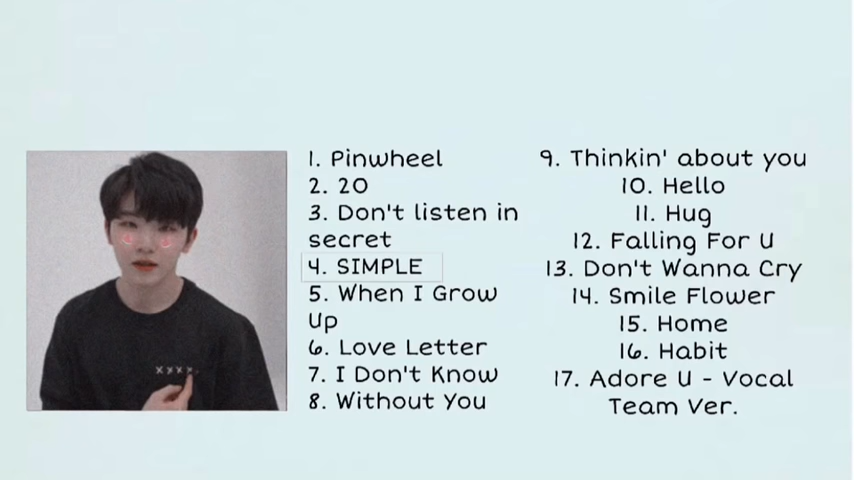 1. Pinwheel
2. 20
3. Don't listen in
secret
4. SIMPLE
5. When I Grow
Up
6. Love Letter
7. I Don't Know
8. Without You
9. Thinkin' about you
10. Hello
11. Hug
12. Falling For U
13. Don't Wanna Cry
14. Smile Flower
15. Home
16. Habit
17. Adore U - Vocal
Team Ver.
xyxy.